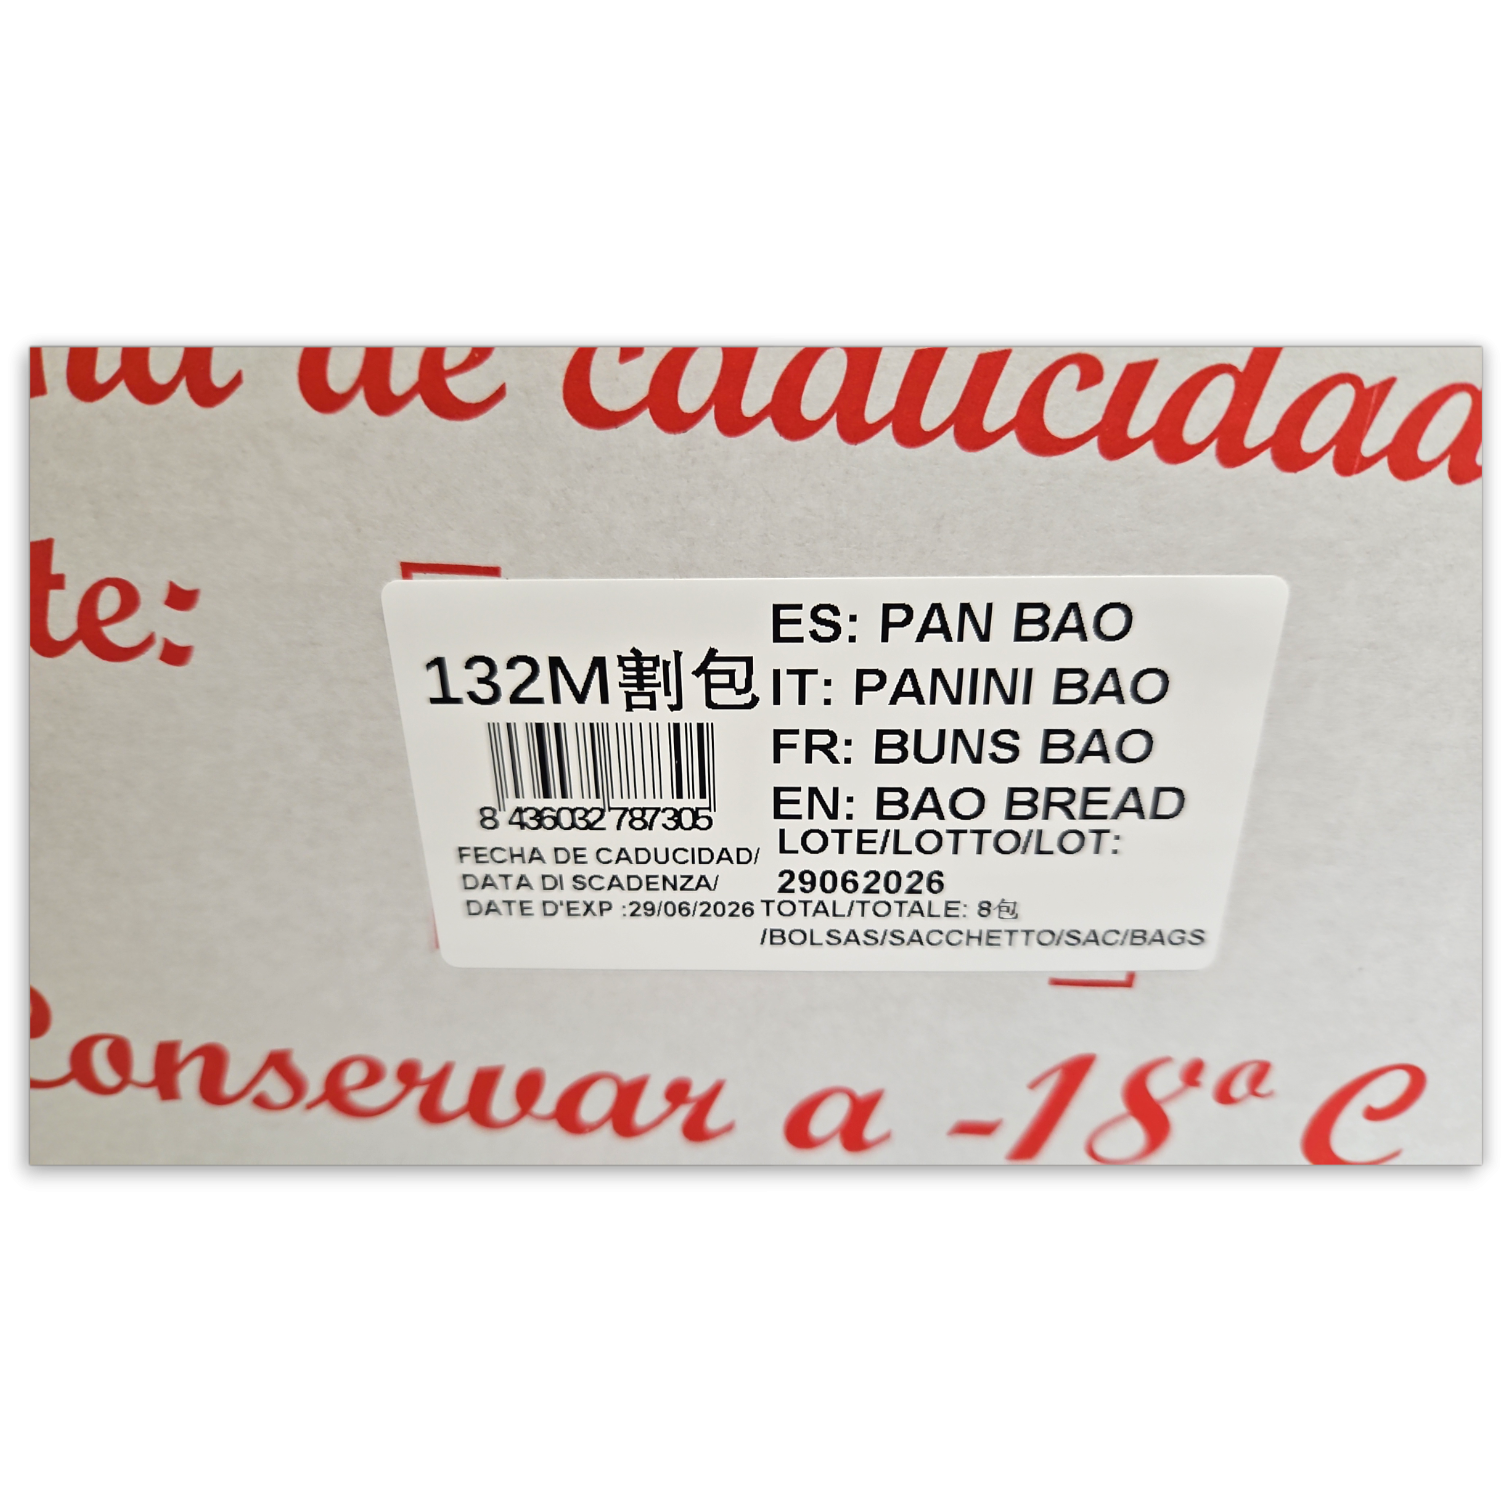 de caducidad
te:
132M割包
8 436032 787305
FECHA DE CADUCIDAD/
DATA DI SCADENZA/
DATE D'EXP :29/06/2026
ES: PAN BAO
IT: PANINI BAO
FR: BUNS BAO
EN: BAO BREAD
LOTE/LOTTO/LOT:
29062026
TOTAL/TOTALE: 8包
/BOLSAS/SACCHETTO/SAC/BAGS
Conservar a -18º C